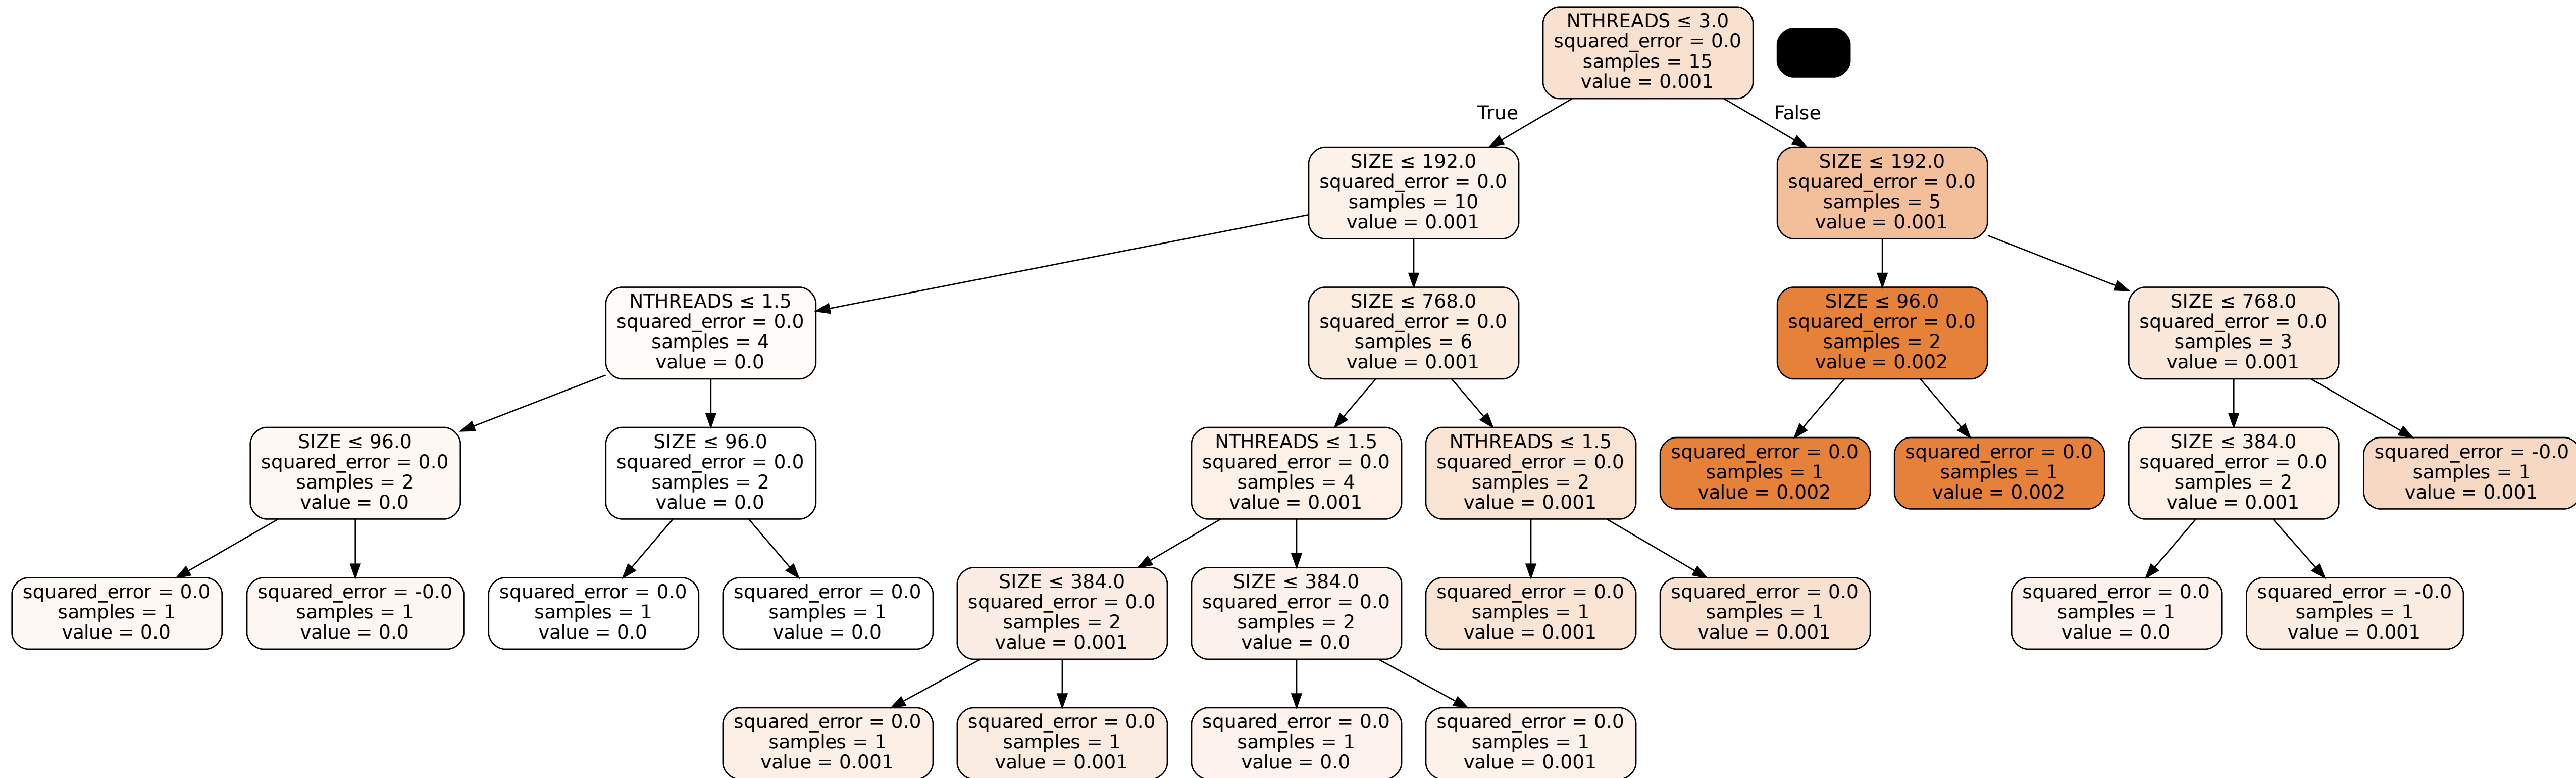 NTHREADS ≤ 3.0
squared_error = 0.0
samples = 15
value = 0.001
True
False
SIZE ≤ 192.0
squared_error = 0.0
samples = 10
value = 0.001
SIZE ≤ 192.0
squared_error = 0.0
samples = 5
value = 0.001
NTHREADS ≤ 1.5
squared_error = 0.0
samples = 4
value = 0.0
SIZE ≤ 768.0
squared_error = 0.0
samples = 6
value = 0.001
SIZE ≤ 96.0
squared_error = 0.0
samples = 2
value = 0.002
SIZE ≤ 768.0
squared_error = 0.0
samples = 3
value = 0.001
SIZE ≤ 96.0
squared_error = 0.0
samples = 2
value = 0.0
SIZE ≤ 96.0
squared_error = 0.0
samples = 2
value = 0.0
NTHREADS ≤ 1.5
squared_error = 0.0
samples = 4
value = 0.001
NTHREADS ≤ 1.5
squared_error = 0.0
samples = 2
value = 0.001
squared_error = 0.0
samples = 1
value = 0.002
squared_error = 0.0
samples = 1
value = 0.002
SIZE ≤ 384.0
squared_error = 0.0
samples = 2
value = 0.001
squared_error = -0.0
samples = 1
value = 0.001
squared_error = 0.0
samples = 1
value = 0.0
squared_error = -0.0
samples = 1
value = 0.0
squared_error = 0.0
samples = 1
value = 0.0
squared_error = 0.0
samples = 1
value = 0.0
SIZE ≤ 384.0
squared_error = 0.0
samples = 2
value = 0.001
SIZE ≤ 384.0
squared_error = 0.0
samples = 2
value = 0.0
squared_error = 0.0
samples = 1
value = 0.001
squared_error = 0.0
samples = 1
value = 0.001
squared_error = 0.0
samples = 1
value = 0.0
squared_error = -0.0
samples = 1
value = 0.001
squared_error = 0.0
samples = 1
value = 0.001
squared_error = 0.0
samples = 1
value = 0.001
squared_error = 0.0
samples = 1
value = 0.0
squared_error = 0.0
samples = 1
value = 0.001